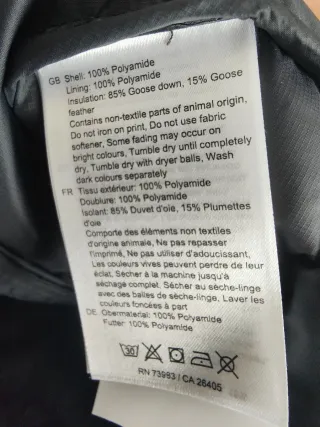 GB Shell: 100% Polyamide
Lining: 100% Polyamide
Insulation: 85% Goose down, 15% Goose
feather
Contains non-textile parts of animal origin,
Do not iron on print, Do not use fabric
softener, Some fading may occur on
bright colours, Tumble dry until completely
dry, Tumble dry with dryer balls, Wash
dark colours separately
FR Tissu extérieur: 100% Polyamide
Doublure: 100% Polyamide
Isolant: 85% Duvet d'oie, 15% Plumettes
d'oie
Comporte des éléments non textiles
d'origine animale, Ne pas repasser
l'imprimé, Ne pas utiliser d'adoucissant,
Les couleurs vives peuvent perdre de leur
éclat, Sécher à la machine jusqu'à
séchage complet, Sécher au sèche-linge
avec des balles de sèche-linge, Laver les
couleurs foncées à part
DE Obermaterial: 100% Polyamide
Futter: 100% Polyamide
30
RN 73983 / CA 26405